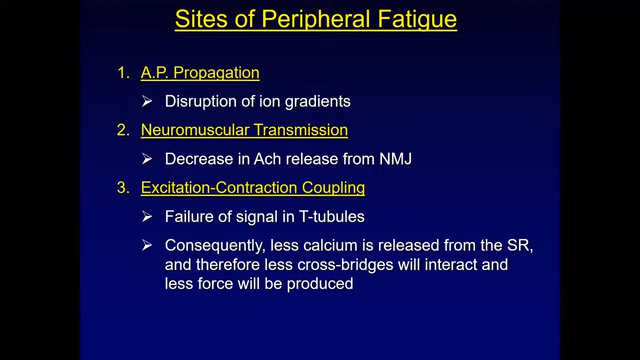 Sites of Peripheral Fatigue
1. A.P. Propagation
➢ Disruption of ion gradients
2. Neuromuscular Transmission
➢ Decrease in Ach release from NMJ
3. Excitation-Contraction Coupling
➢ Failure of signal in T-tubules
➢ Consequently, less calcium is released from the SR,
and therefore less cross-bridges will interact and
less force will be produced